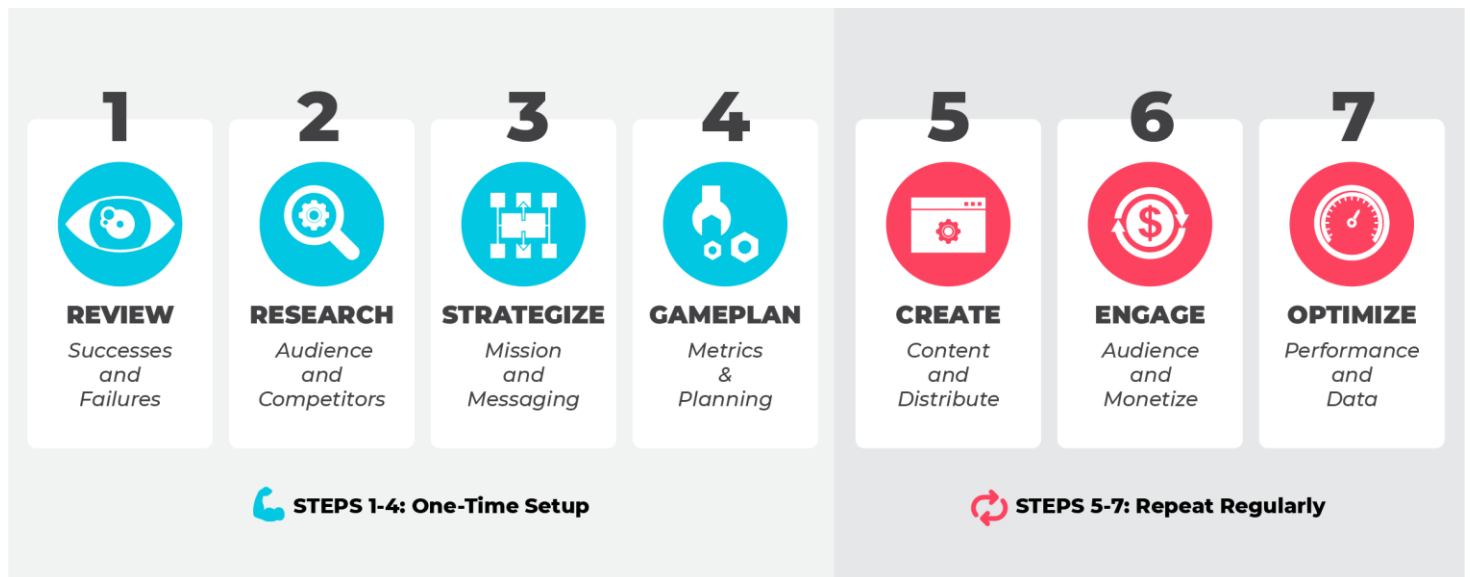 1
REVIEW
Successes
and
Failures
2
RESEARCH
Audience
and
Competitors
3
STRATEGIZE
Mission
and
Messaging
4
GAMEPLAN
Metrics
&
Planning
STEPS 1-4: One-Time Setup
5
CREATE
Content
and
Distribute
6
$
ENGAGE
Audience
and
Monetize
7
OPTIMIZE
Performance
and
Data
STEPS 5-7: Repeat Regularly